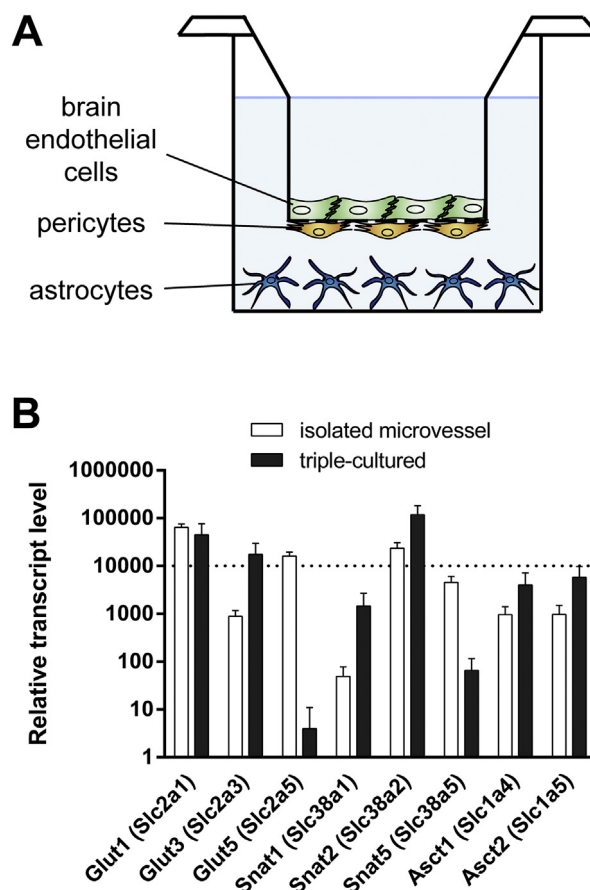 A
brain
endothelial
cells
pericytes
astrocytes
B
isolated microvessel
triple-cultured
Relative transcript level
1000000
100000
10000
1000
100
10
1
Glut1 (Slc2a1)
Glut3 (Slc2a3)
Glut5 (Slc2a5)
Snat1 (Slc38a1)
Snat2 (Slc38a2)
Snat5 (Slc38a5)
Asct1 (Slc1a4)
Asct2 (Slc1a5)